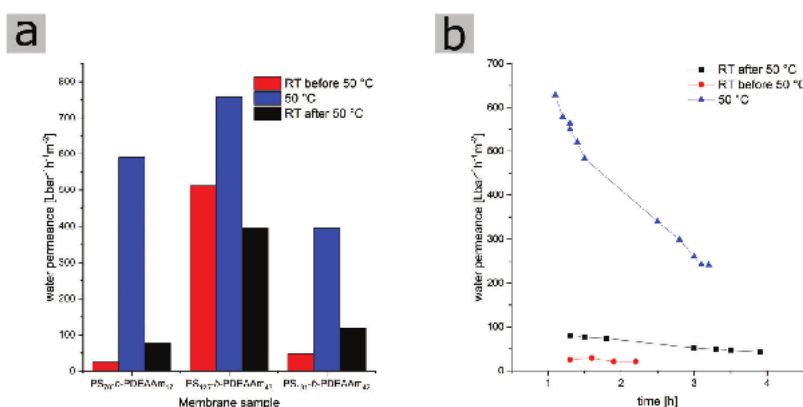 a
RT before 50 °C
50 °C
RT after 50 °C
water permeance [Lbar⁻¹h⁻¹m⁻²]
800
700
600
500
400
300
200
100
0
Membrane sample
b
RT after 50 °C
RT before 50 °C
50 °C
water permeance [Lbar⁻¹h⁻¹m⁻²]
700
600
500
400
300
200
100
0
1 2 3 4
time [h]